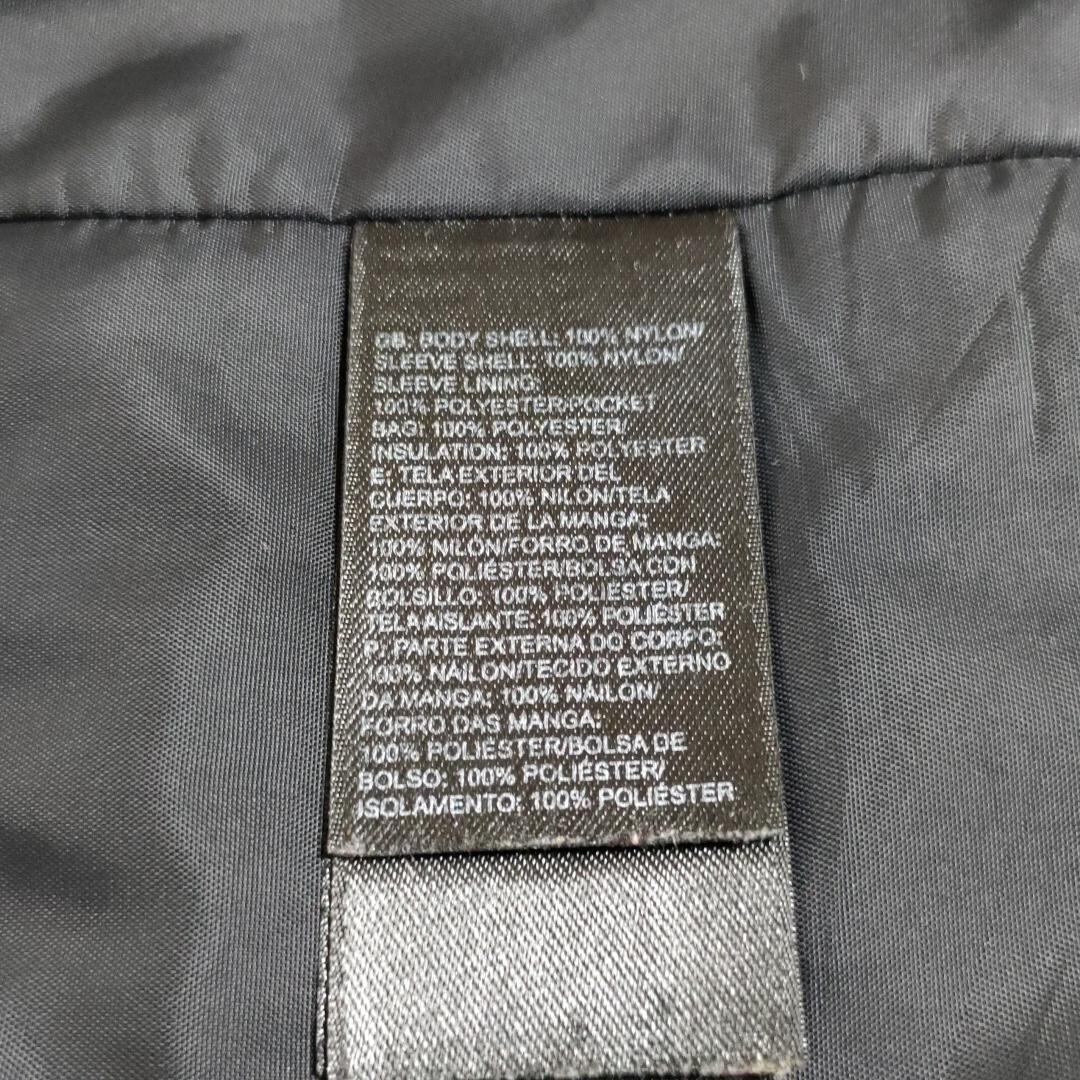 GB. BODY SHELL: 100% NYLON/
SLEEVE SHELL: 100% NYLON/
SLEEVE LINING:
100% POLYESTER/POCKET
BAG: 100% POLYESTER/
INSULATION: 100% POLYESTER
E: TELA EXTERIOR DEL
CUERPO: 100% NILÓN/TELA
EXTERIOR DE LA MANGA:
100% NILÓN/FORRO DE MANGA:
100% POLIÉSTER/BOLSA CON
BOLSILLO: 100% POLIÉSTER/
TELA AISLANTE: 100% POLIÉSTER
P. PARTE EXTERNA DO CORPO:
100% NÁILON/TECIDO EXTERNO
DA MANGA: 100% NÁILON/
FORRO DAS MANGA:
100% POLIÉSTER/BOLSA DE
BOLSO: 100% POLIÉSTER/
ISOLAMENTO: 100% POLIÉSTER